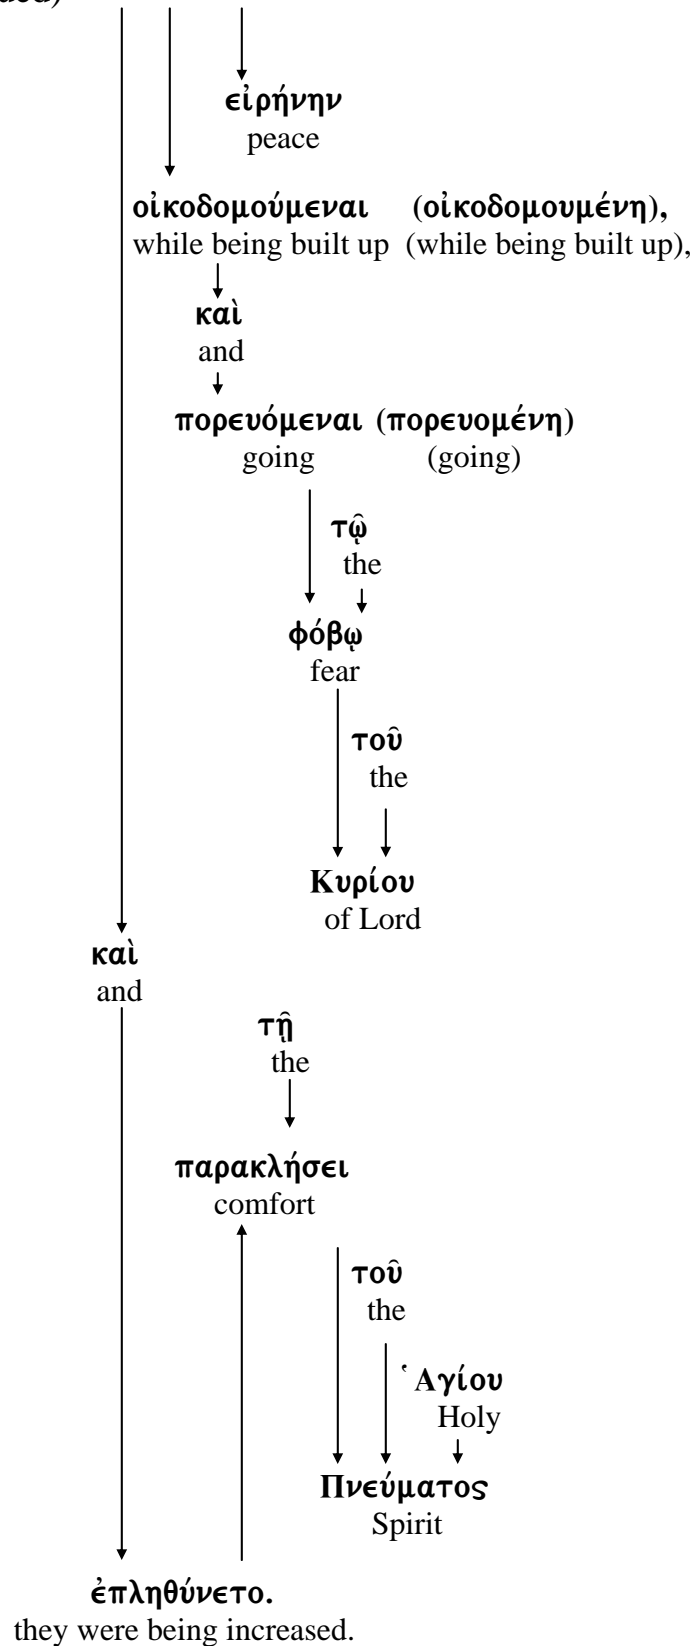 εἰρήνην
peace
οἰκοδομούμεναι (οἰκοδομουμένη),
while being built up (while being built up),
καὶ
and
πορευόμεναι (πορευομένη)
going (going)
τῷ
the
φόβῳ
fear
τοῦ
the
Κυρίου
of Lord
καὶ
and
τῇ
the
παρακλήσει
comfort
τοῦ
the
Ἁγίου
Holy
Πνεύματος
Spirit
ἐπληθύνετο.
they were being increased.